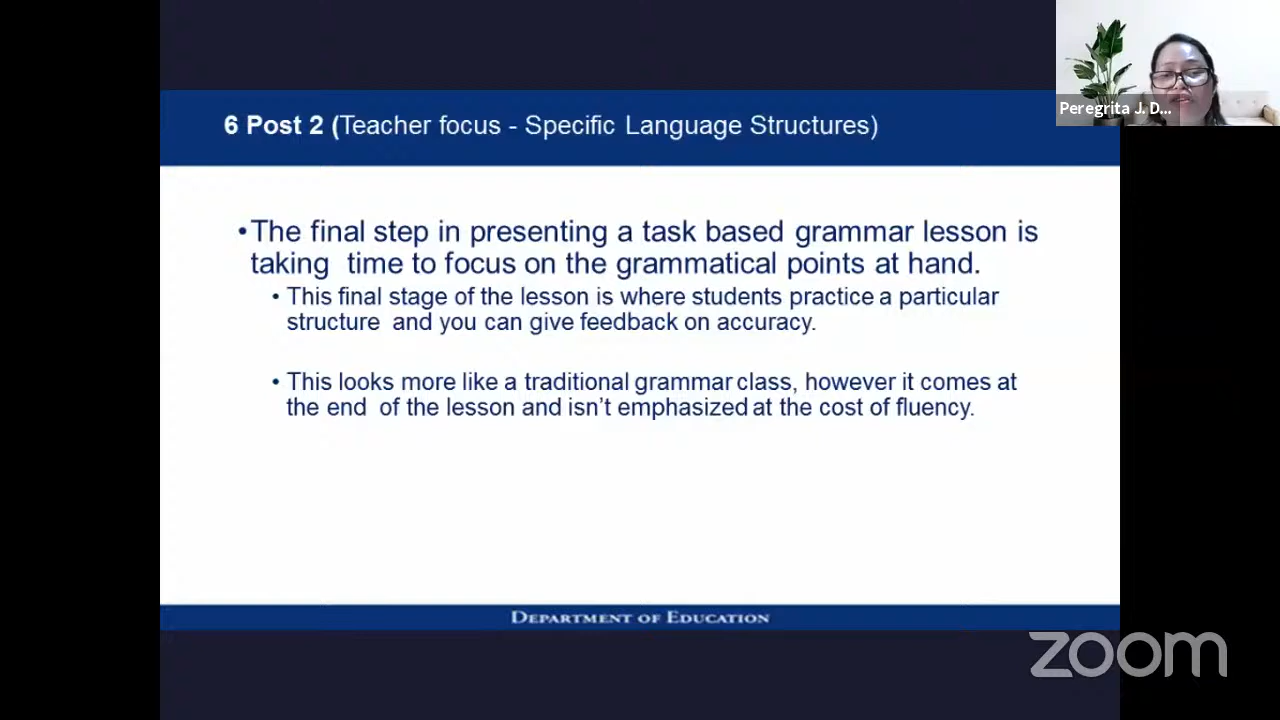 Peregrita J. D...
6 Post 2 (Teacher focus - Specific Language Structures)
•The final step in presenting a task based grammar lesson is
taking time to focus on the grammatical points at hand.
• This final stage of the lesson is where students practice a particular
structure and you can give feedback on accuracy.
• This looks more like a traditional grammar class, however it comes at
the end of the lesson and isn't emphasized at the cost of fluency.
DEPARTMENT OF EDUCATION
zoom